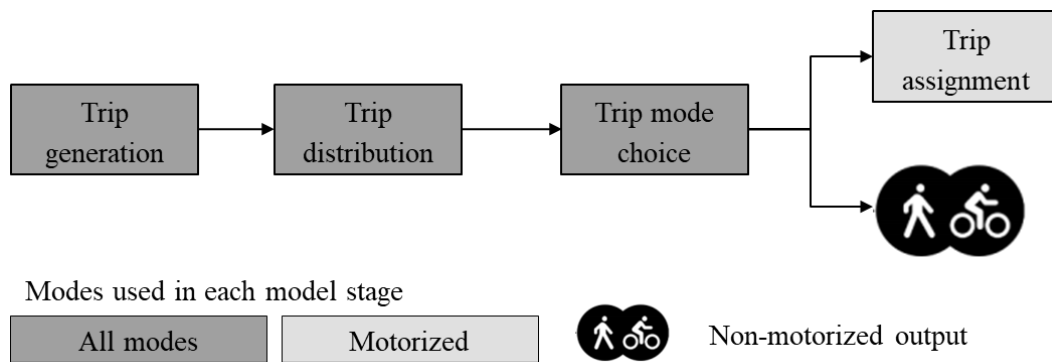 Trip
generation
Trip
distribution
Trip mode
choice
Trip
assignment
Modes used in each model stage
All modes
Motorized
Non-motorized output